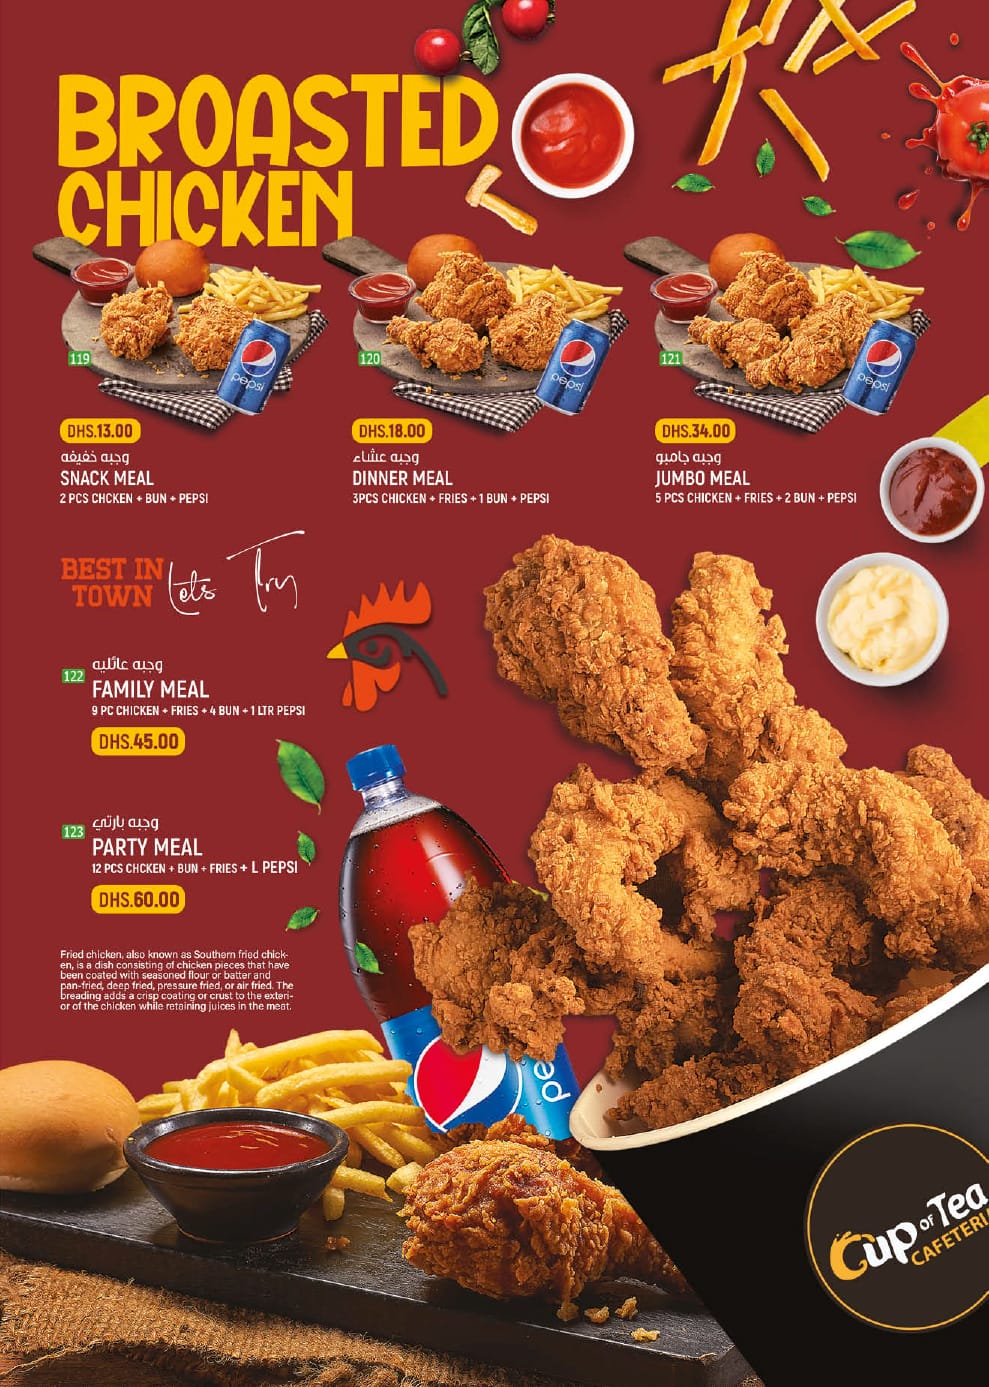 BROASTED
CHICKEN
119
pepsi
DHS.13.00
وجبه خفيفه
SNACK MEAL
2 PCS CHCKEN + BUN + PEPSI
120
pepsi
DHS.18.00
وجبه عشاء
DINNER MEAL
3PCS CHICKEN + FRIES + 1 BUN + PEPSI
121
pepsi
DHS.34.00
وجبه جامبو
JUMBO MEAL
5 PCS CHICKEN + FRIES + 2 BUN + PEPSI
BEST IN
TOWN
Lets Try
122
وجبه عائليه
FAMILY MEAL
9 PC CHICKEN + FRIES + 4 BUN + 1 LTR PEPSI
DHS.45.00
123
وجبه بارتي
PARTY MEAL
12 PCS CHCKEN + BUN + FRIES + L PEPSI
DHS.60.00
Fried chicken, also known as Southern fried chick-
en, is a dish consisting of chicken pieces that have
been coated with seasoned flour or batter and
pan-fried, deep fried, pressure fried, or air fried. The
breading adds a crisp coating or crust to the exteri-
or of the chicken while retaining juices in the meat.
pe
Cup OF Tea
CAFETERI